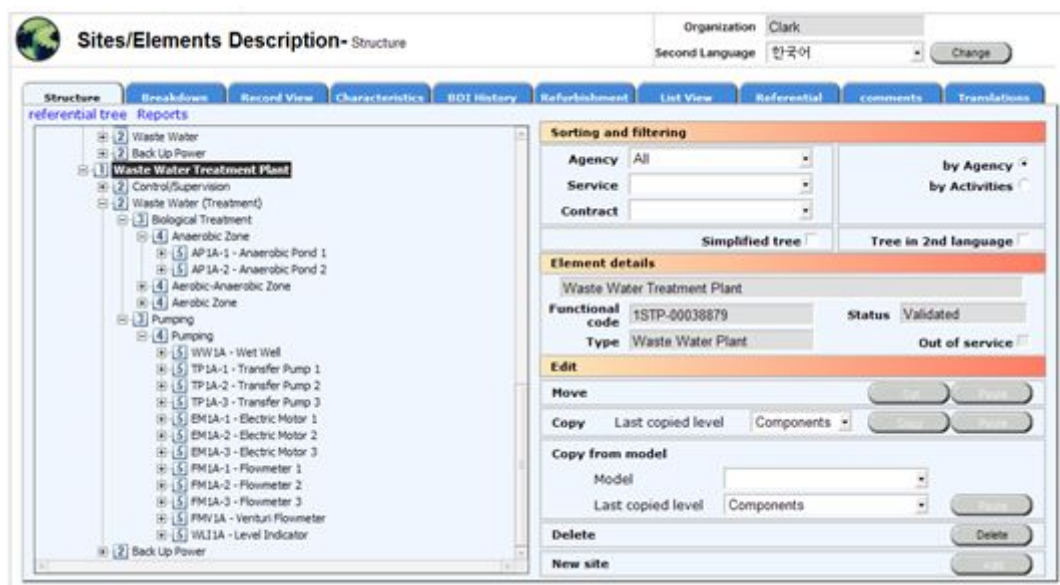 Sites/Elements Description- Structure
Organization Clark
Second Language 한국어 Change
Structure Breakdown Record View Characteristics BDI History Refurbishment List View Referential comments Translations
referential tree Reports
2 Waste Water
2 Back Up Power
1 Waste Water Treatment Plant
2 Control/Supervision
2 Waste Water (Treatment)
3 Biological Treatment
4 Anaerobic Zone
5 AP1A-1 - Anaerobic Pond 1
5 AP1A-2 - Anaerobic Pond 2
4 Aerobic-Anaerobic Zone
4 Aerobic Zone
3 Pumping
4 Pumping
5 WW1A - Wet Well
5 TP1A-1 - Transfer Pump 1
5 TP1A-2 - Transfer Pump 2
5 TP1A-3 - Transfer Pump 3
5 EM1A-1 - Electric Motor 1
5 EM1A-2 - Electric Motor 2
5 EM1A-3 - Electric Motor 3
5 FM1A-1 - Flowmeter 1
5 FM1A-2 - Flowmeter 2
5 FM1A-3 - Flowmeter 3
5 FMV1A - Venturi Flowmeter
5 WLI1A - Level Indicator
2 Back Up Power
Sorting and filtering
Agency All
Service
Contract
by Agency
by Activities
Simplified tree Tree in 2nd language
Element details
Waste Water Treatment Plant
Functional code 1STP-00038879 Status Validated
Type Waste Water Plant Out of service
Edit
Move Cut Paste
Copy Last copied level Components Copy Paste
Copy from model
Model
Last copied level Components Paste
Delete Delete
New site